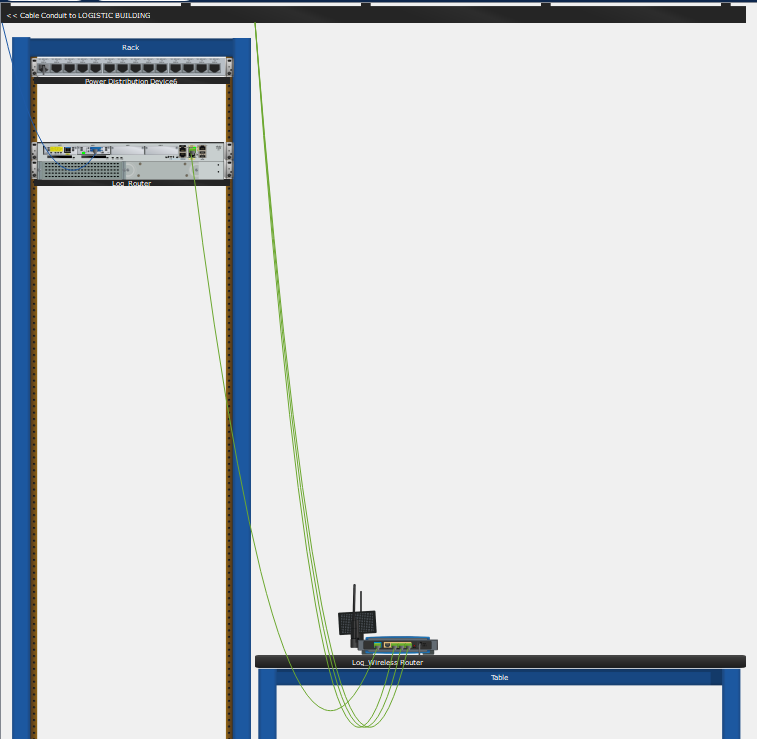 << Cable Conduit to LOGISTIC BUILDING
Rack
Power Distribution Device6
Log_Router
Log_Wireless Router
Table